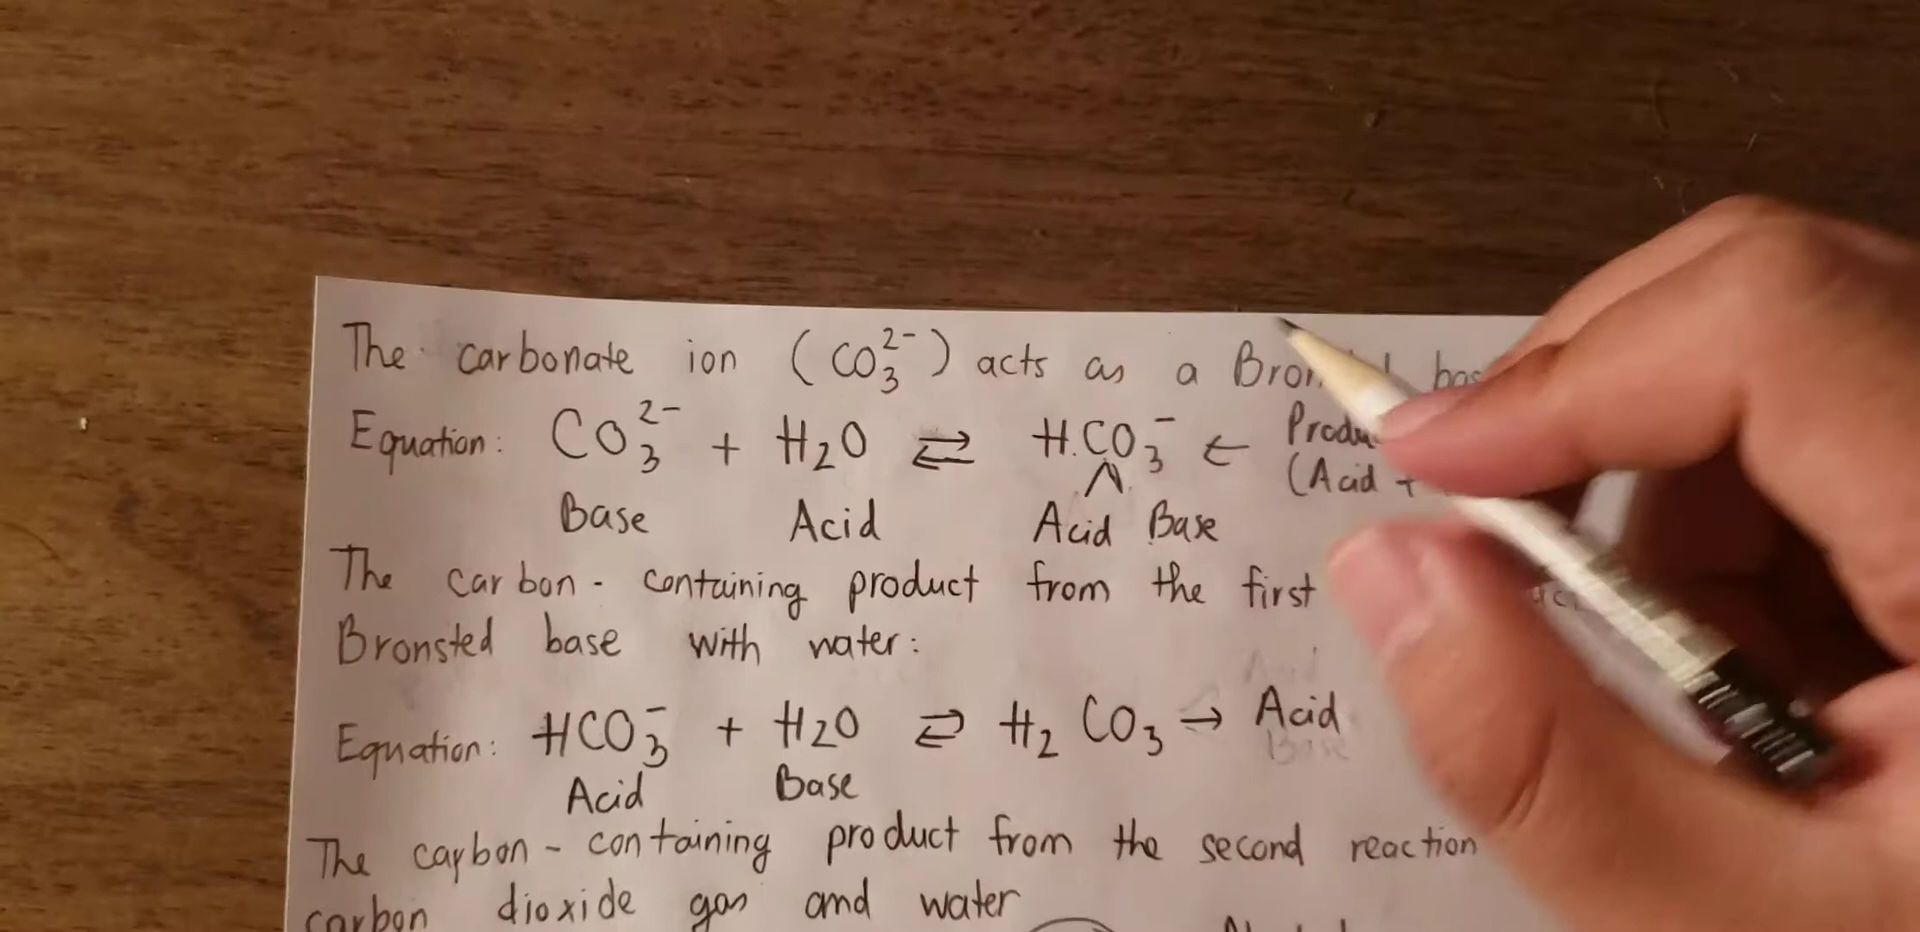 The carbonate ion (CO₃²⁻) acts as a
Equation: CO₃²⁻ + H₂O ⇌ HCO₃⁻ ←
(Acid +
Base Acid Acid Base
The carbon - containing product from the first
Bronsted base with water:
Equation: HCO₃⁻ + H₂O ⇌ H₂CO₃ → Acid
Base
Acid Base
The carbon - containing product from the second reaction
carbon dioxide gas and water